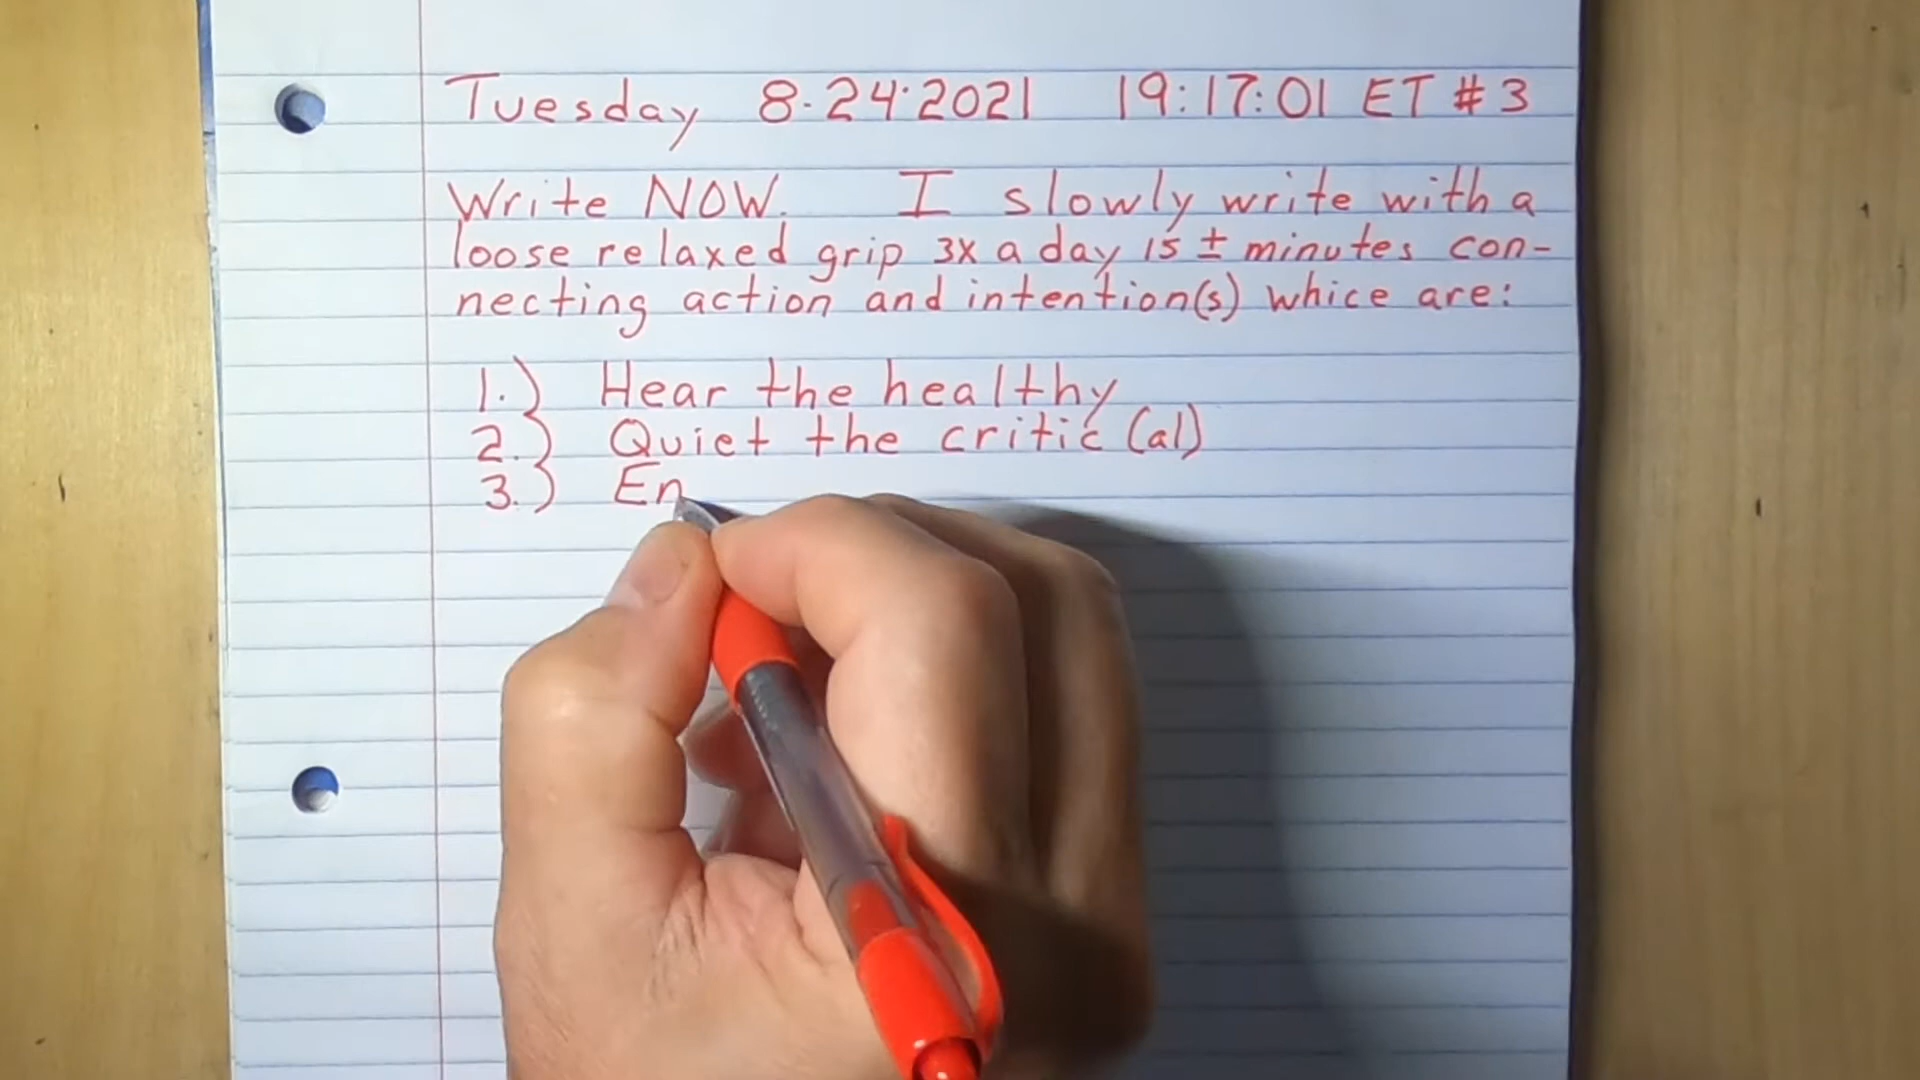 Tuesday 8-24-2021 19:17:01 ET #3
Write NOW. I slowly write with a
loose relaxed grip 3x a day 15 ± minutes con-
necting action and intention(s) whice are:
1.) Hear the healthy
2.) Quiet the critic (al)
3.) En